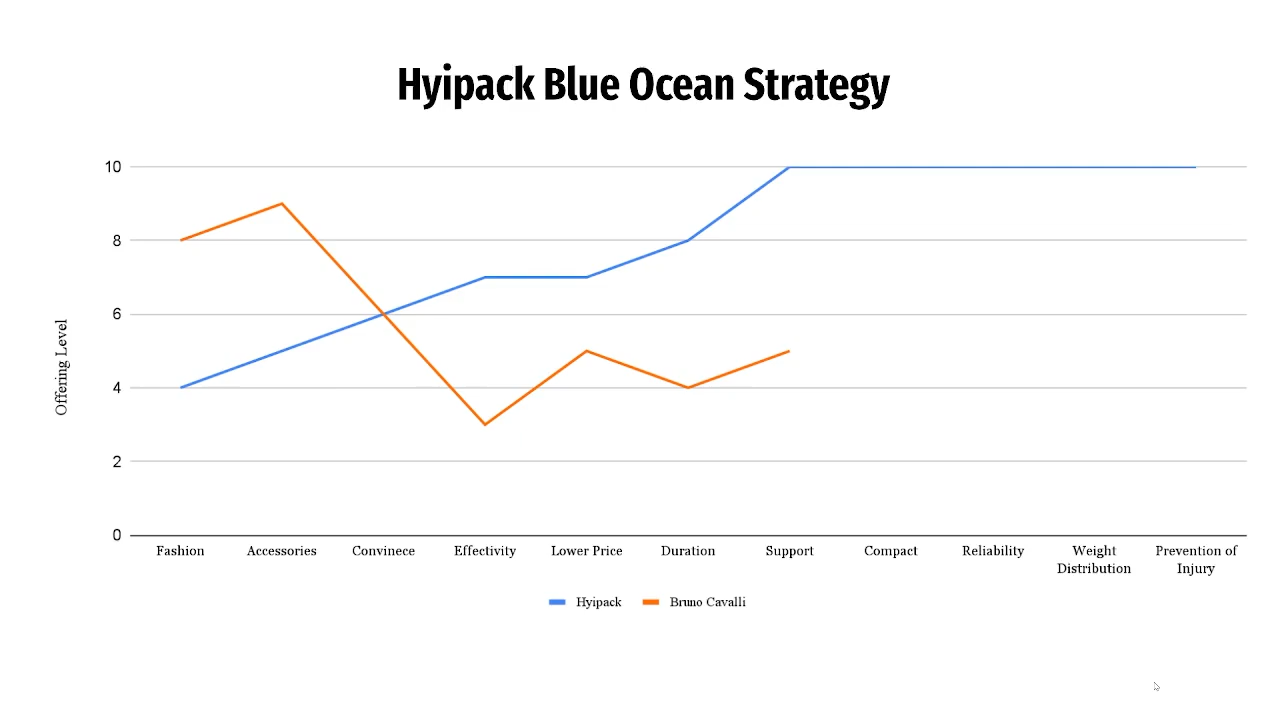 Hyipack Blue Ocean Strategy
Offering Level
10
8
6
4
2
0
Fashion Accessories Convinece Effectivity Lower Price Duration Support Compact Reliability Weight Distribution Prevention of Injury
Hyipack Bruno Cavalli